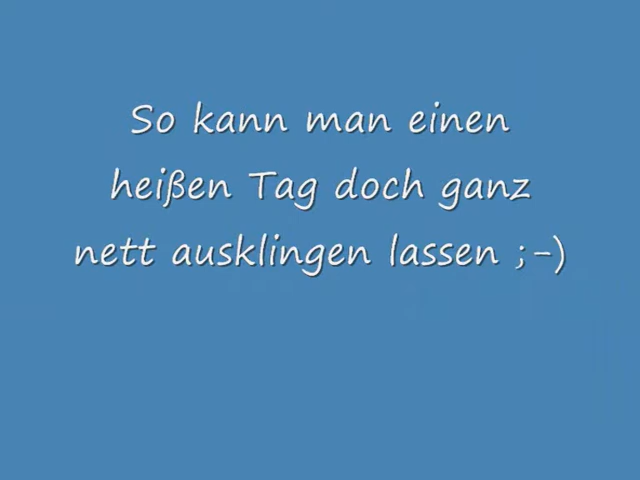 So kann man einen
heißen Tag doch ganz
nett ausklingen lassen ;-)